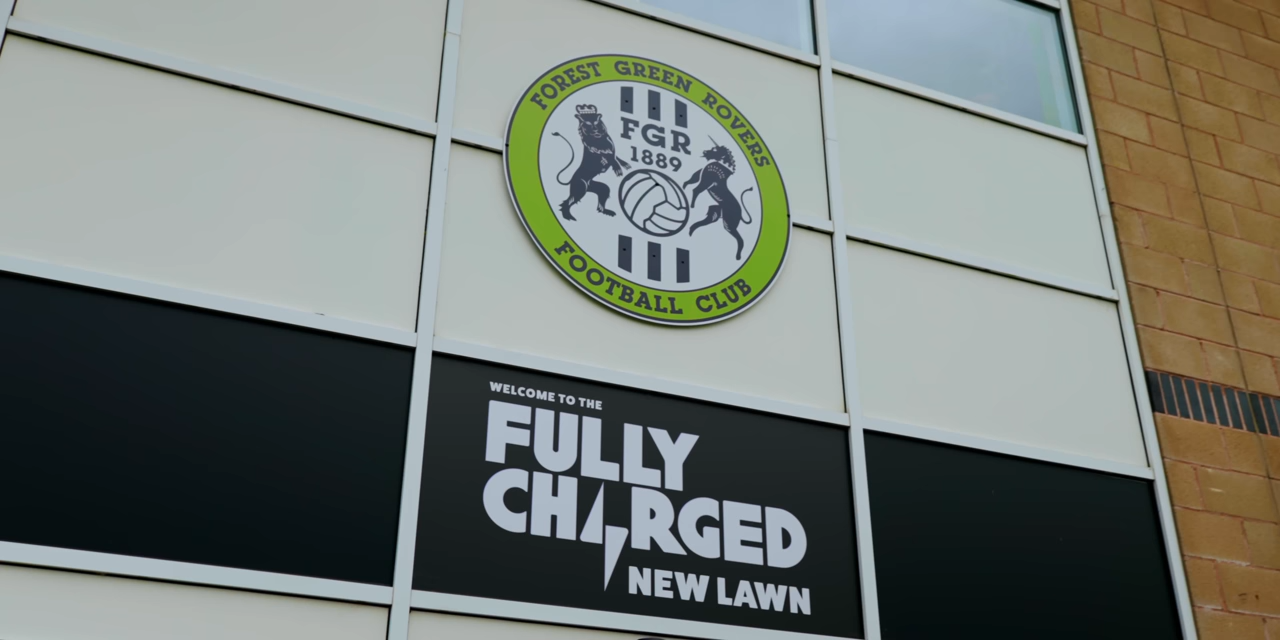 FOREST GREEN ROVERS
FGR
1889
FOOTBALL CLUB
WELCOME TO THE
FULLY
CHARGED
NEW LAWN